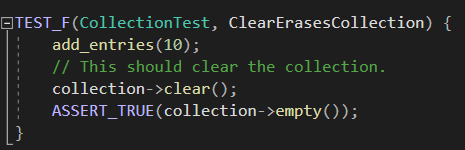 TEST_F(CollectionTest, ClearErasesCollection) {
    add_entries(10);
    // This should clear the collection.
    collection->clear();
    ASSERT_TRUE(collection->empty());
}